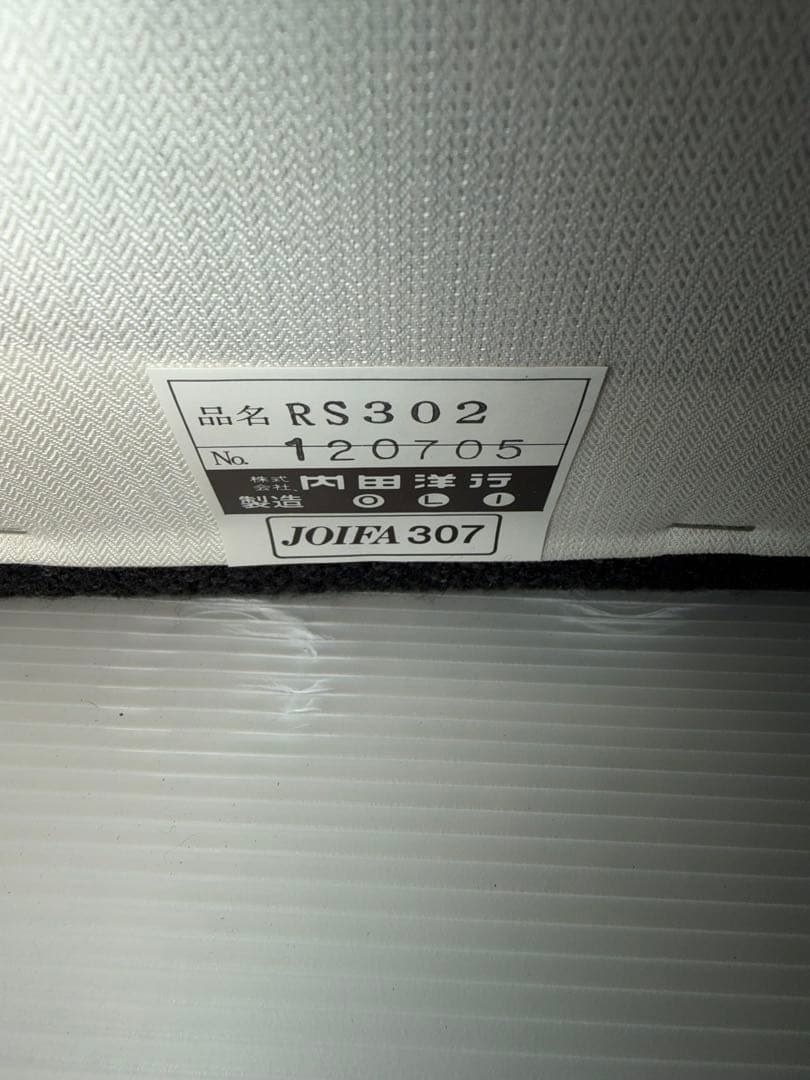 品名 RS302
No. 120705
株式会社 内田洋行
製造 OLI
JOIFA 307